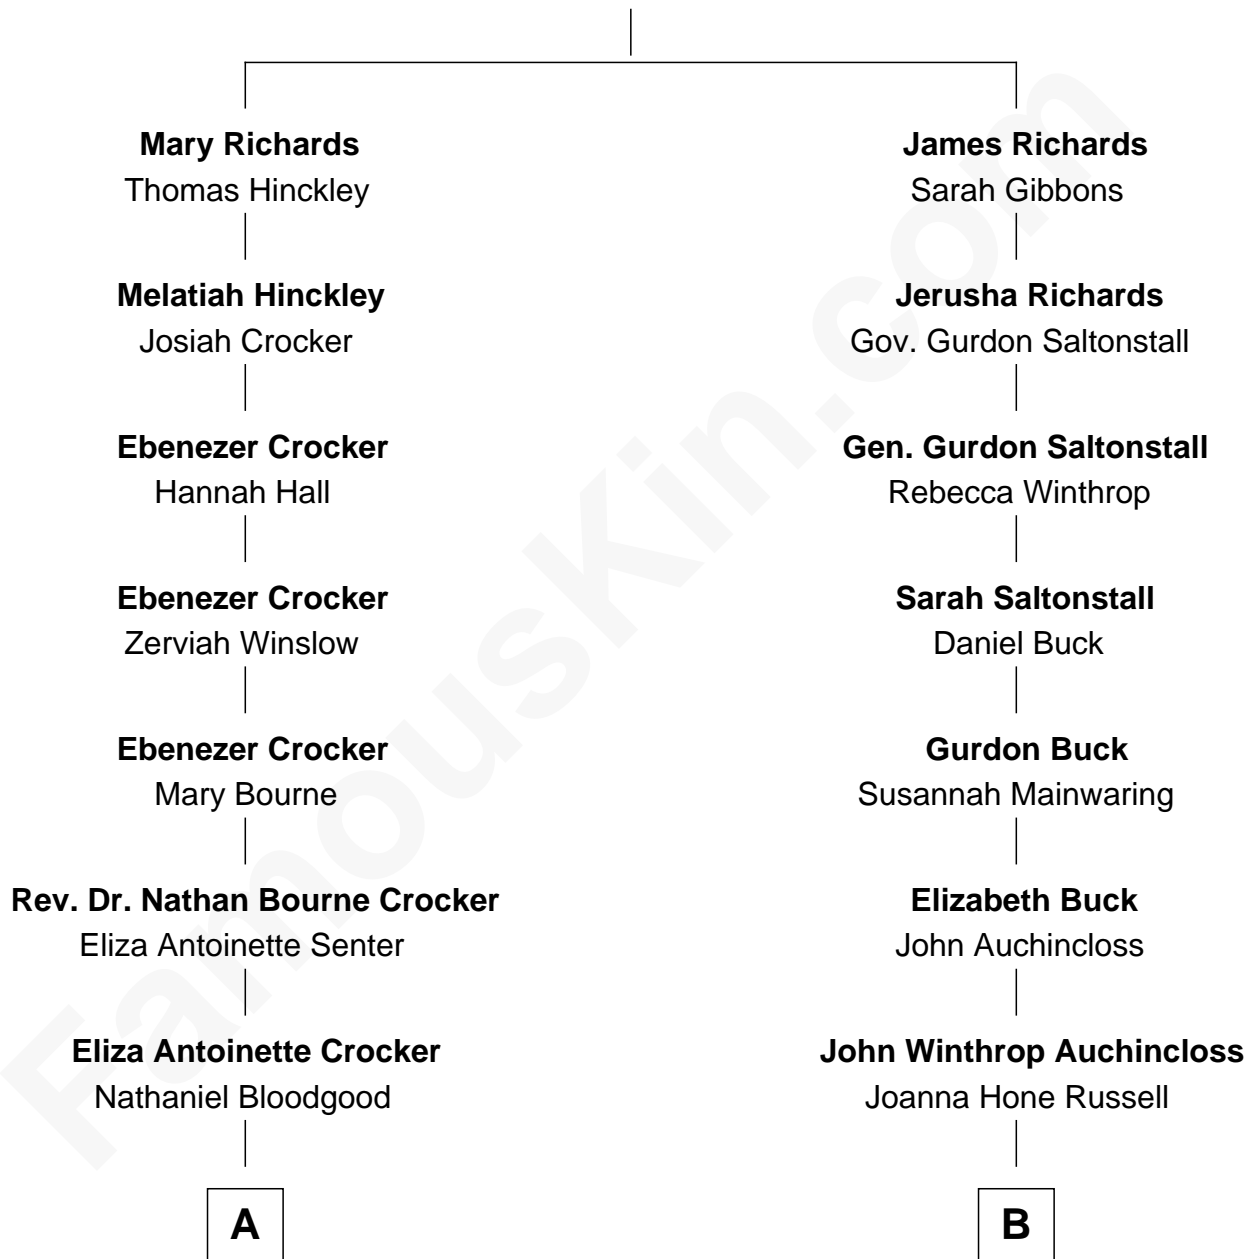 Mary Richards
Thomas Hinckley
Melatiah Hinckley
Josiah Crocker
Ebenezer Crocker
Hannah Hall
Ebenezer Crocker
Zerviah Winslow
Ebenezer Crocker
Mary Bourne
Rev. Dr. Nathan Bourne Crocker
Eliza Antoinette Senter
Eliza Antoinette Crocker
Nathaniel Bloodgood
A
James Richards
Sarah Gibbons
Jerusha Richards
Gov. Gurdon Saltonstall
Gen. Gurdon Saltonstall
Rebecca Winthrop
Sarah Saltonstall
Daniel Buck
Gurdon Buck
Susannah Mainwaring
Elizabeth Buck
John Auchincloss
John Winthrop Auchincloss
Joanna Hone Russell
B
FamousKin.com